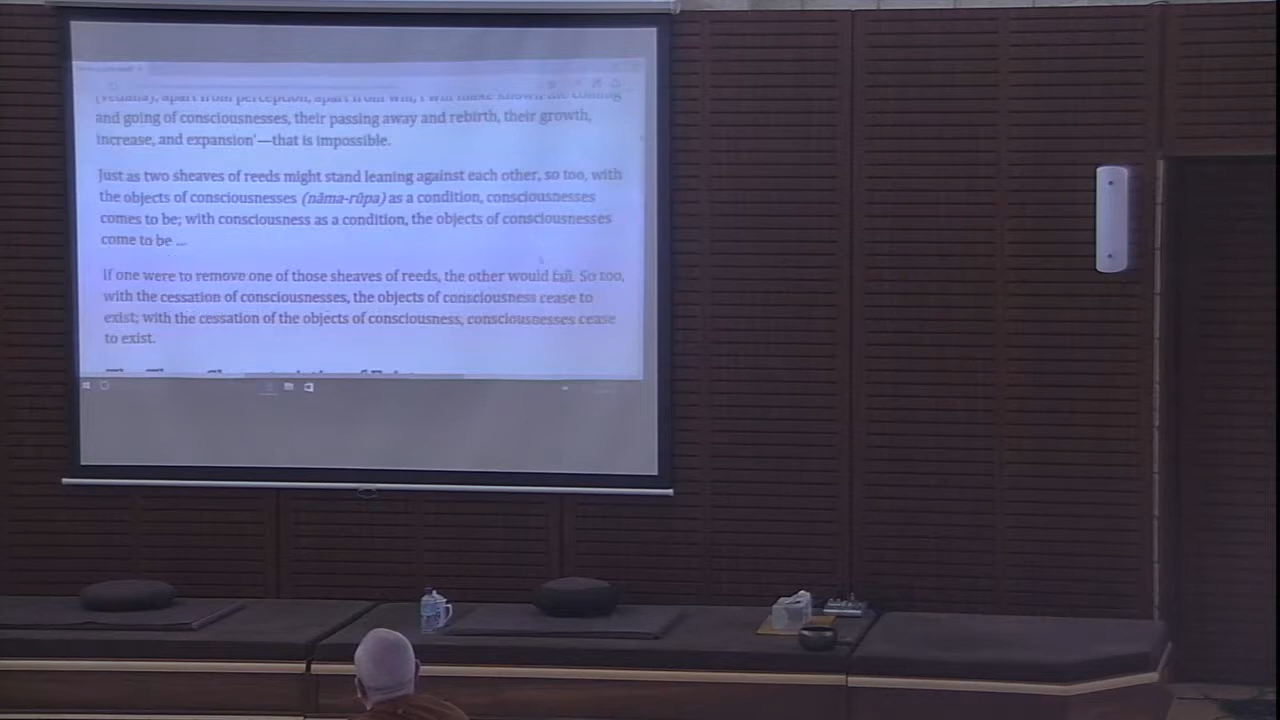 and going of consciousnesses, their passing away and rebirth, their growth,
increase, and expansion'—that is impossible.
Just as two sheaves of reeds might stand leaning against each other, so too, with
the objects of consciousnesses (nāma-rūpa) as a condition, consciousnesses
comes to be; with consciousness as a condition, the objects of consciousnesses
come to be ...
If one were to remove one of those sheaves of reeds, the other would fall. So too,
with the cessation of consciousnesses, the objects of consciousness cease to
exist; with the cessation of the objects of consciousness, consciousnesses cease
to exist.